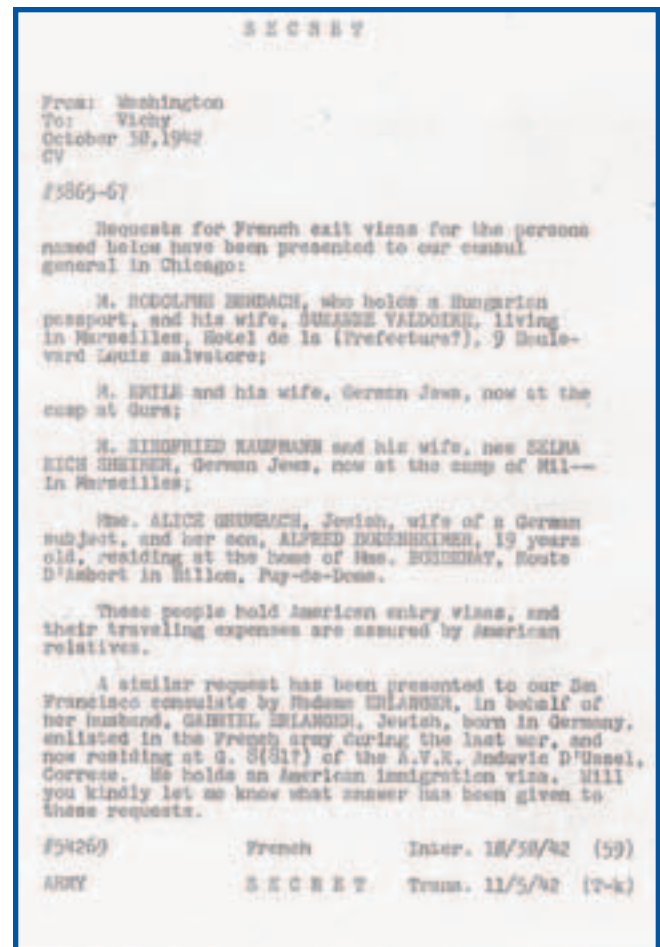 S E C R E T
From: Washington
To: Vichy
October 30, 1942
CV
#3865-67
Requests for French exit visas for the persons
named below have been presented to our consul
general in Chicago:
M. RODOLPHE BENDACH, who holds a Hungarian
passport, and his wife, SUZANNE VALDOIRE, living
in Marseilles, Hotel de la (Prefecture?), 9 Boule-
vard Louis salvatore;
M. EMILE and his wife, German Jews, now at the
camp at Gurs;
M. SIEGFRIED KAUFMANN and his wife, nee SELMA
German Jews, now at the camp of Mil--
in Marseilles;
Mme. ALICE GRUMBACH, Jewish, wife of a German
subject, and her son, ALFRED BODENHEIMER, 19 years
old, residing at the home of Mme. Route
D'Ambert in Billom, Puy-de-Dome.
These people hold American entry visas, and
their traveling expenses are assured by American
relatives.
A similar request has been presented to our San
Francisco consulate by Madame ERLANGER, in behalf of
her husband, GABRIEL ERLANGER, Jewish, born in Germany,
enlisted in the French army during the last war, and
now residing at G. S(81?) of the D'Ussel,
Correze. He holds an American immigration visa. Will
you kindly let me know what answer has been given to
these requests.
#54269 French Inter. 10/30/42 (59)
ARMY S E C R E T Trans. 11/5/42 (T-k)